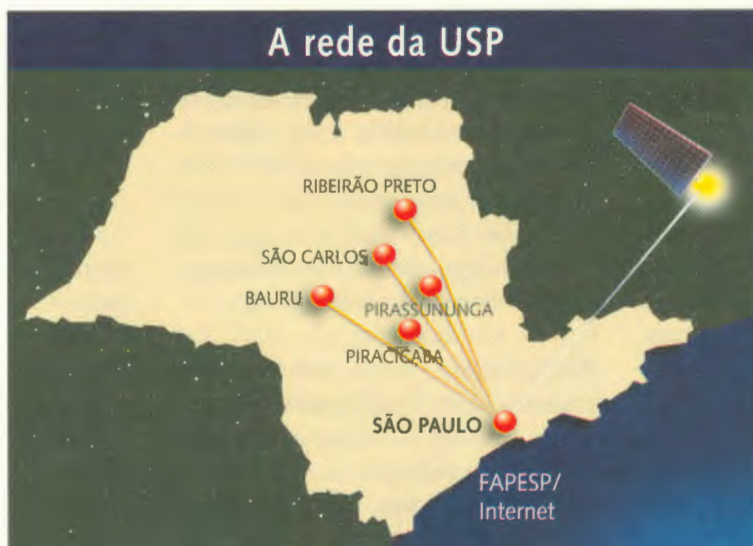 A rede da USP
RIBEIRÃO PRETO
SÃO CARLOS
BAURU
PIRASSUNUNGA
PIRACICABA
SÃO PAULO
FAPESP/
Internet